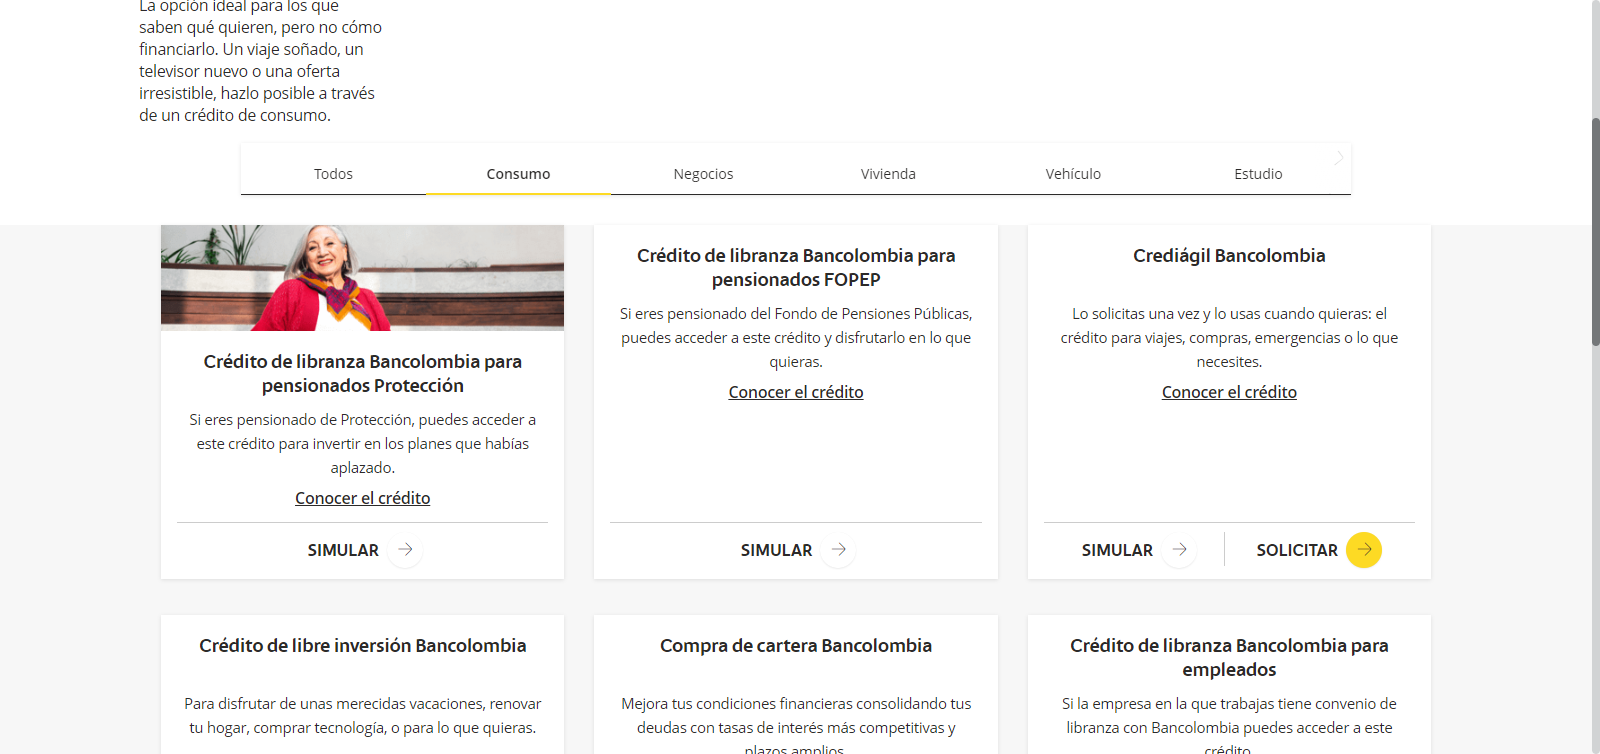 La opción ideal para los que
saben qué quieren, pero no cómo
financiarlo. Un viaje soñado, un
televisor nuevo o una oferta
irresistible, hazlo posible a través
de un crédito de consumo.
Todos
Consumo
Negocios
Vivienda
Vehículo
Estudio
Crédito de libranza Bancolombia para
pensionados Protección
Si eres pensionado de Protección, puedes acceder a
este crédito para invertir en los planes que habías
aplazado.
Conocer el crédito
SIMULAR
Crédito de libranza Bancolombia para
pensionados FOPEP
Si eres pensionado del Fondo de Pensiones Públicas,
puedes acceder a este crédito y disfrutarlo en lo que
quieras.
Conocer el crédito
SIMULAR
Crediágil Bancolombia
Lo solicitas una vez y lo usas cuando quieras: el
crédito para viajes, compras, emergencias o lo que
necesites.
Conocer el crédito
SIMULAR
SOLICITAR
Crédito de libre inversión Bancolombia
Para disfrutar de unas merecidas vacaciones, renovar
tu hogar, comprar tecnología, o para lo que quieras.
Compra de cartera Bancolombia
Mejora tus condiciones financieras consolidando tus
deudas con tasas de interés más competitivas y
plazos amplios
Crédito de libranza Bancolombia para
empleados
Si la empresa en la que trabajas tiene convenio de
libranza con Bancolombia puedes acceder a este
crédito